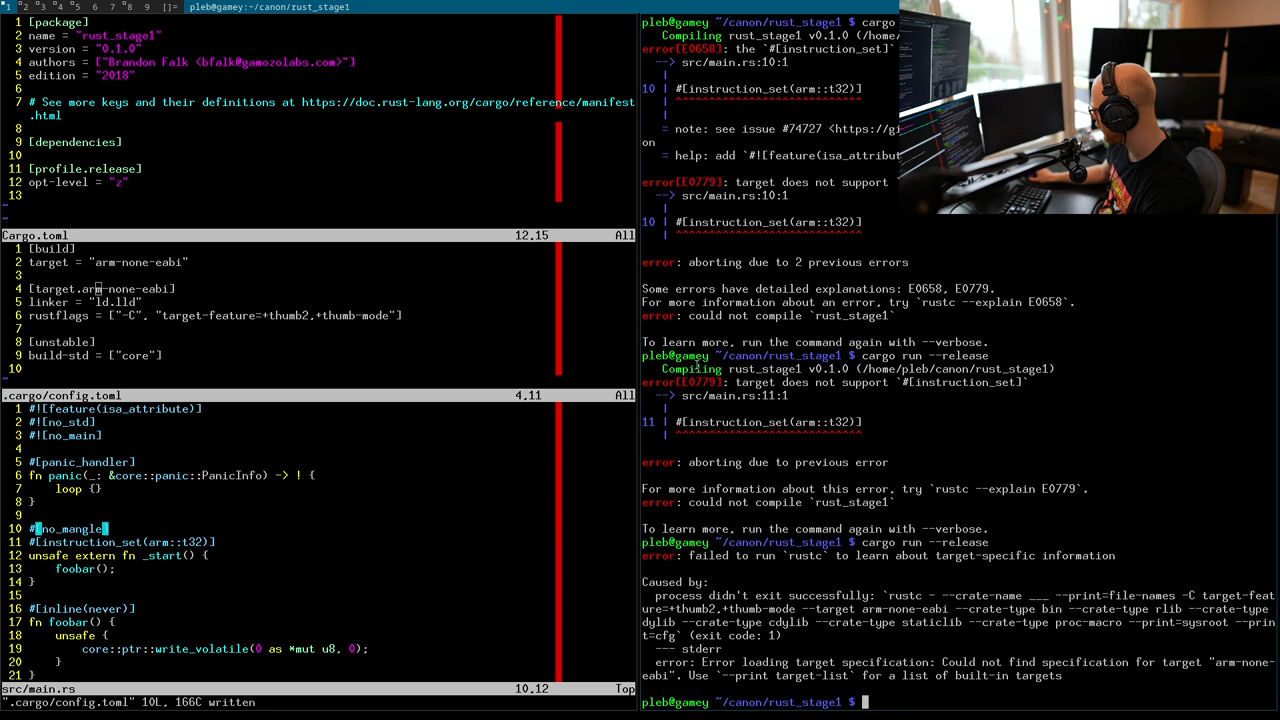 1 2 3 4 5 6 7 8 9 []= pleb@gamey:~/canon/rust_stage1
1 [package]
2 name = "rust_stage1"
3 version = "0.1.0"
4 authors = ["Brandon Falk <bfalk@gamozolabs.com>"]
5 edition = "2018"
6
7 # See more keys and their definitions at https://doc.rust-lang.org/cargo/reference/manifest
.html
8
9 [dependencies]
10
11 [profile.release]
12 opt-level = "z"
13
~
~
Cargo.toml 12,15 All
1 [build]
2 target = "arm-none-eabi"
3
4 [target.arm-none-eabi]
5 linker = "ld.lld"
6 rustflags = ["-C", "target-feature=+thumb2,+thumb-mode"]
7
8 [unstable]
9 build-std = ["core"]
10
~
.cargo/config.toml 4,11 All
1 #![feature(isa_attribute)]
2 #![no_std]
3 #![no_main]
4
5 #[panic_handler]
6 fn panic(_: &core::panic::PanicInfo) -> ! {
7 loop {}
8 }
9
10 #[no_mangle]
11 #[instruction_set(arm::t32)]
12 unsafe extern fn _start() {
13 foobar();
14 }
15
16 #[inline(never)]
17 fn foobar() {
18 unsafe {
19 core::ptr::write_volatile(0 as *mut u8, 0);
20 }
21 }
src/main.rs 10,12 Top
".cargo/config.toml" 10L, 166C written
pleb@gamey ~/canon/rust_stage1 $ cargo
Compiling rust_stage1 v0.1.0 (/home/
error[E0658]: the `#[instruction_set]`
--> src/main.rs:10:1
|
10 | #[instruction_set(arm::t32)]
| ^^^^^^^^^^^^^^^^^^^^^^^^^^^^
|
= note: see issue #74727 <https://gi
on
= help: add `#![feature(isa_attribut
error[E0779]: target does not support
--> src/main.rs:10:1
|
10 | #[instruction_set(arm::t32)]
| ^^^^^^^^^^^^^^^^^^^^^^^^^^^^
error: aborting due to 2 previous errors
Some errors have detailed explanations: E0658, E0779.
For more information about an error, try `rustc --explain E0658`.
error: could not compile `rust_stage1`
To learn more, run the command again with --verbose.
pleb@gamey ~/canon/rust_stage1 $ cargo run --release
Compiling rust_stage1 v0.1.0 (/home/pleb/canon/rust_stage1)
error[E0779]: target does not support `#[instruction_set]`
--> src/main.rs:11:1
|
11 | #[instruction_set(arm::t32)]
| ^^^^^^^^^^^^^^^^^^^^^^^^^^^^
error: aborting due to previous error
For more information about this error, try `rustc --explain E0779`.
error: could not compile `rust_stage1`
To learn more, run the command again with --verbose.
pleb@gamey ~/canon/rust_stage1 $ cargo run --release
error: failed to run `rustc` to learn about target-specific information
Caused by:
process didn't exit successfully: `rustc - --crate-name ___ --print=file-names -C target-feat
ure=+thumb2,+thumb-mode --target arm-none-eabi --crate-type bin --crate-type rlib --crate-type
dylib --crate-type cdylib --crate-type staticlib --crate-type proc-macro --print=sysroot --prin
t=cfg` (exit code: 1)
--- stderr
error: Error loading target specification: Could not find specification for target "arm-none-
eabi". Use `--print target-list` for a list of built-in targets
pleb@gamey ~/canon/rust_stage1 $